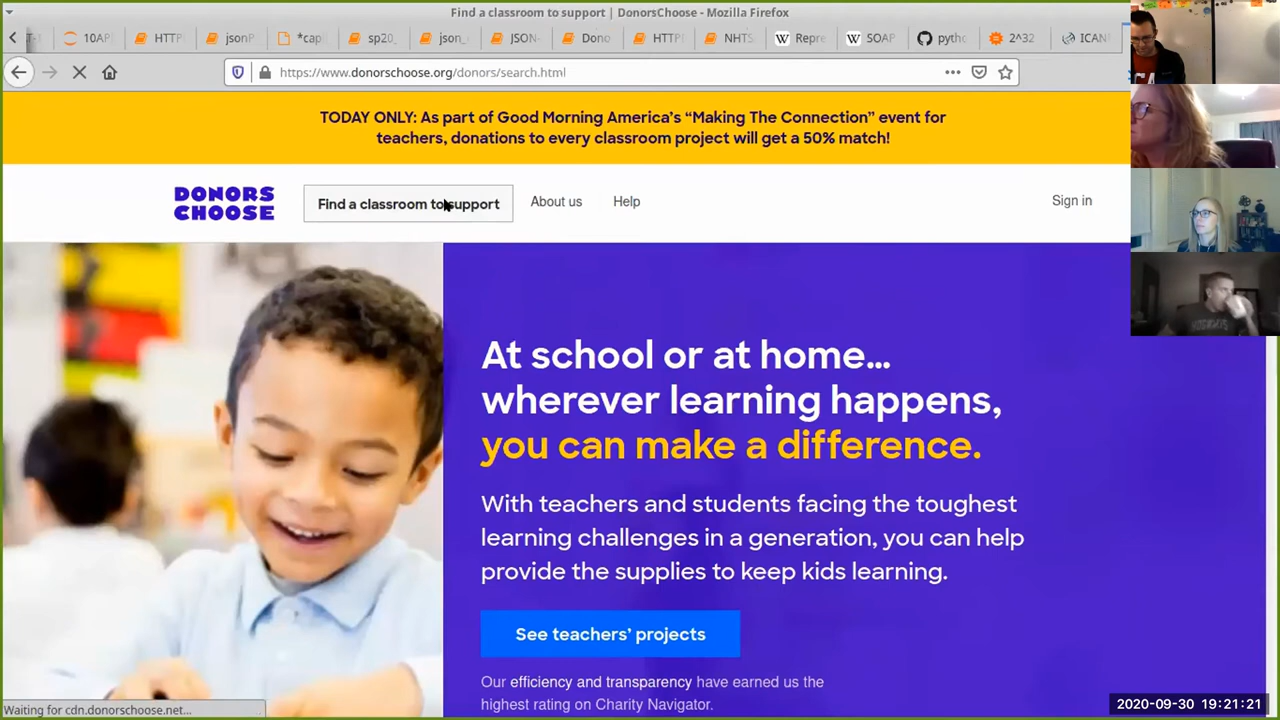 Find a classroom to support | DonorsChoose - Mozilla Firefox
10AP
HTTP
jsonP
*cap
sp20_
json_
JSON-
Dono
HTTP
NHTS
W Repre
W SOAP
pytho
2^32
ICANN
https://www.donorschoose.org/donors/search.html
TODAY ONLY: As part of Good Morning America's “Making The Connection” event for
teachers, donations to every classroom project will get a 50% match!
DONORS
CHOOSE
Find a classroom to support
About us
Help
Sign in
At school or at home...
wherever learning happens,
you can make a difference.
With teachers and students facing the toughest
learning challenges in a generation, you can help
provide the supplies to keep kids learning.
See teachers’ projects
Our efficiency and transparency have earned us the
highest rating on Charity Navigator.
Waiting for cdn.donorschoose.net...
2020-09-30 19:21:21